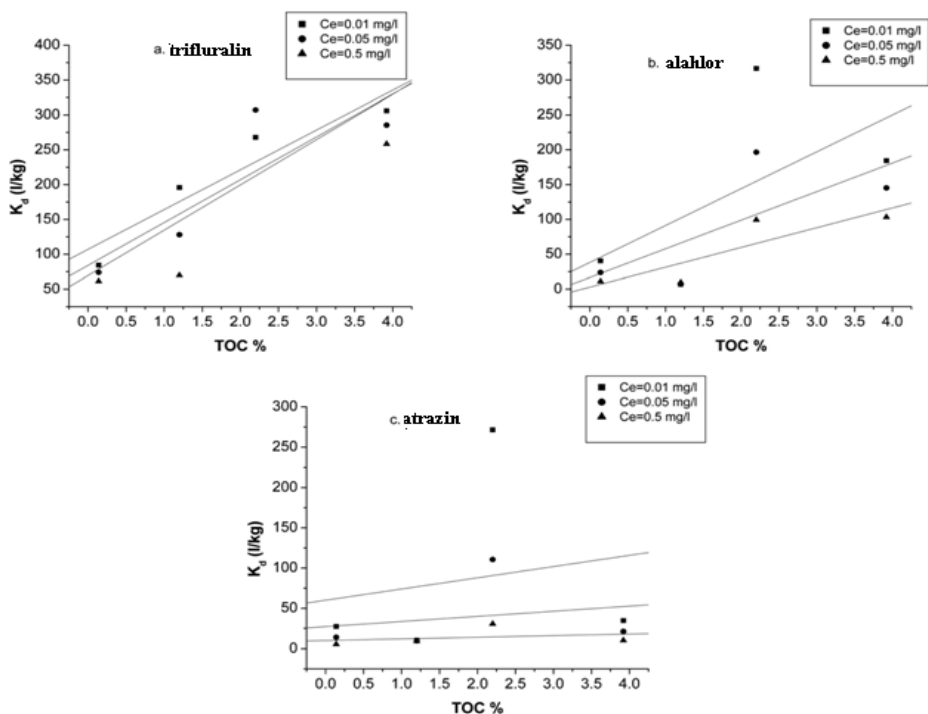 a. trifluralin
Ce=0.01 mg/l
Ce=0.05 mg/l
Ce=0.5 mg/l
400
350
300
250
200
150
100
50
Kd (l/kg)
0.0 0.5 1.0 1.5 2.0 2.5 3.0 3.5 4.0
TOC %
b. alahlor
Ce=0.01 mg/l
Ce=0.05 mg/l
Ce=0.5 mg/l
350
300
250
200
150
100
50
0
Kd (l/kg)
0.0 0.5 1.0 1.5 2.0 2.5 3.0 3.5 4.0
TOC %
c. atrazin
Ce=0.01 mg/l
Ce=0.05 mg/l
Ce=0.5 mg/l
300
250
200
150
100
50
0
Kd (l/kg)
0.0 0.5 1.0 1.5 2.0 2.5 3.0 3.5 4.0
TOC %